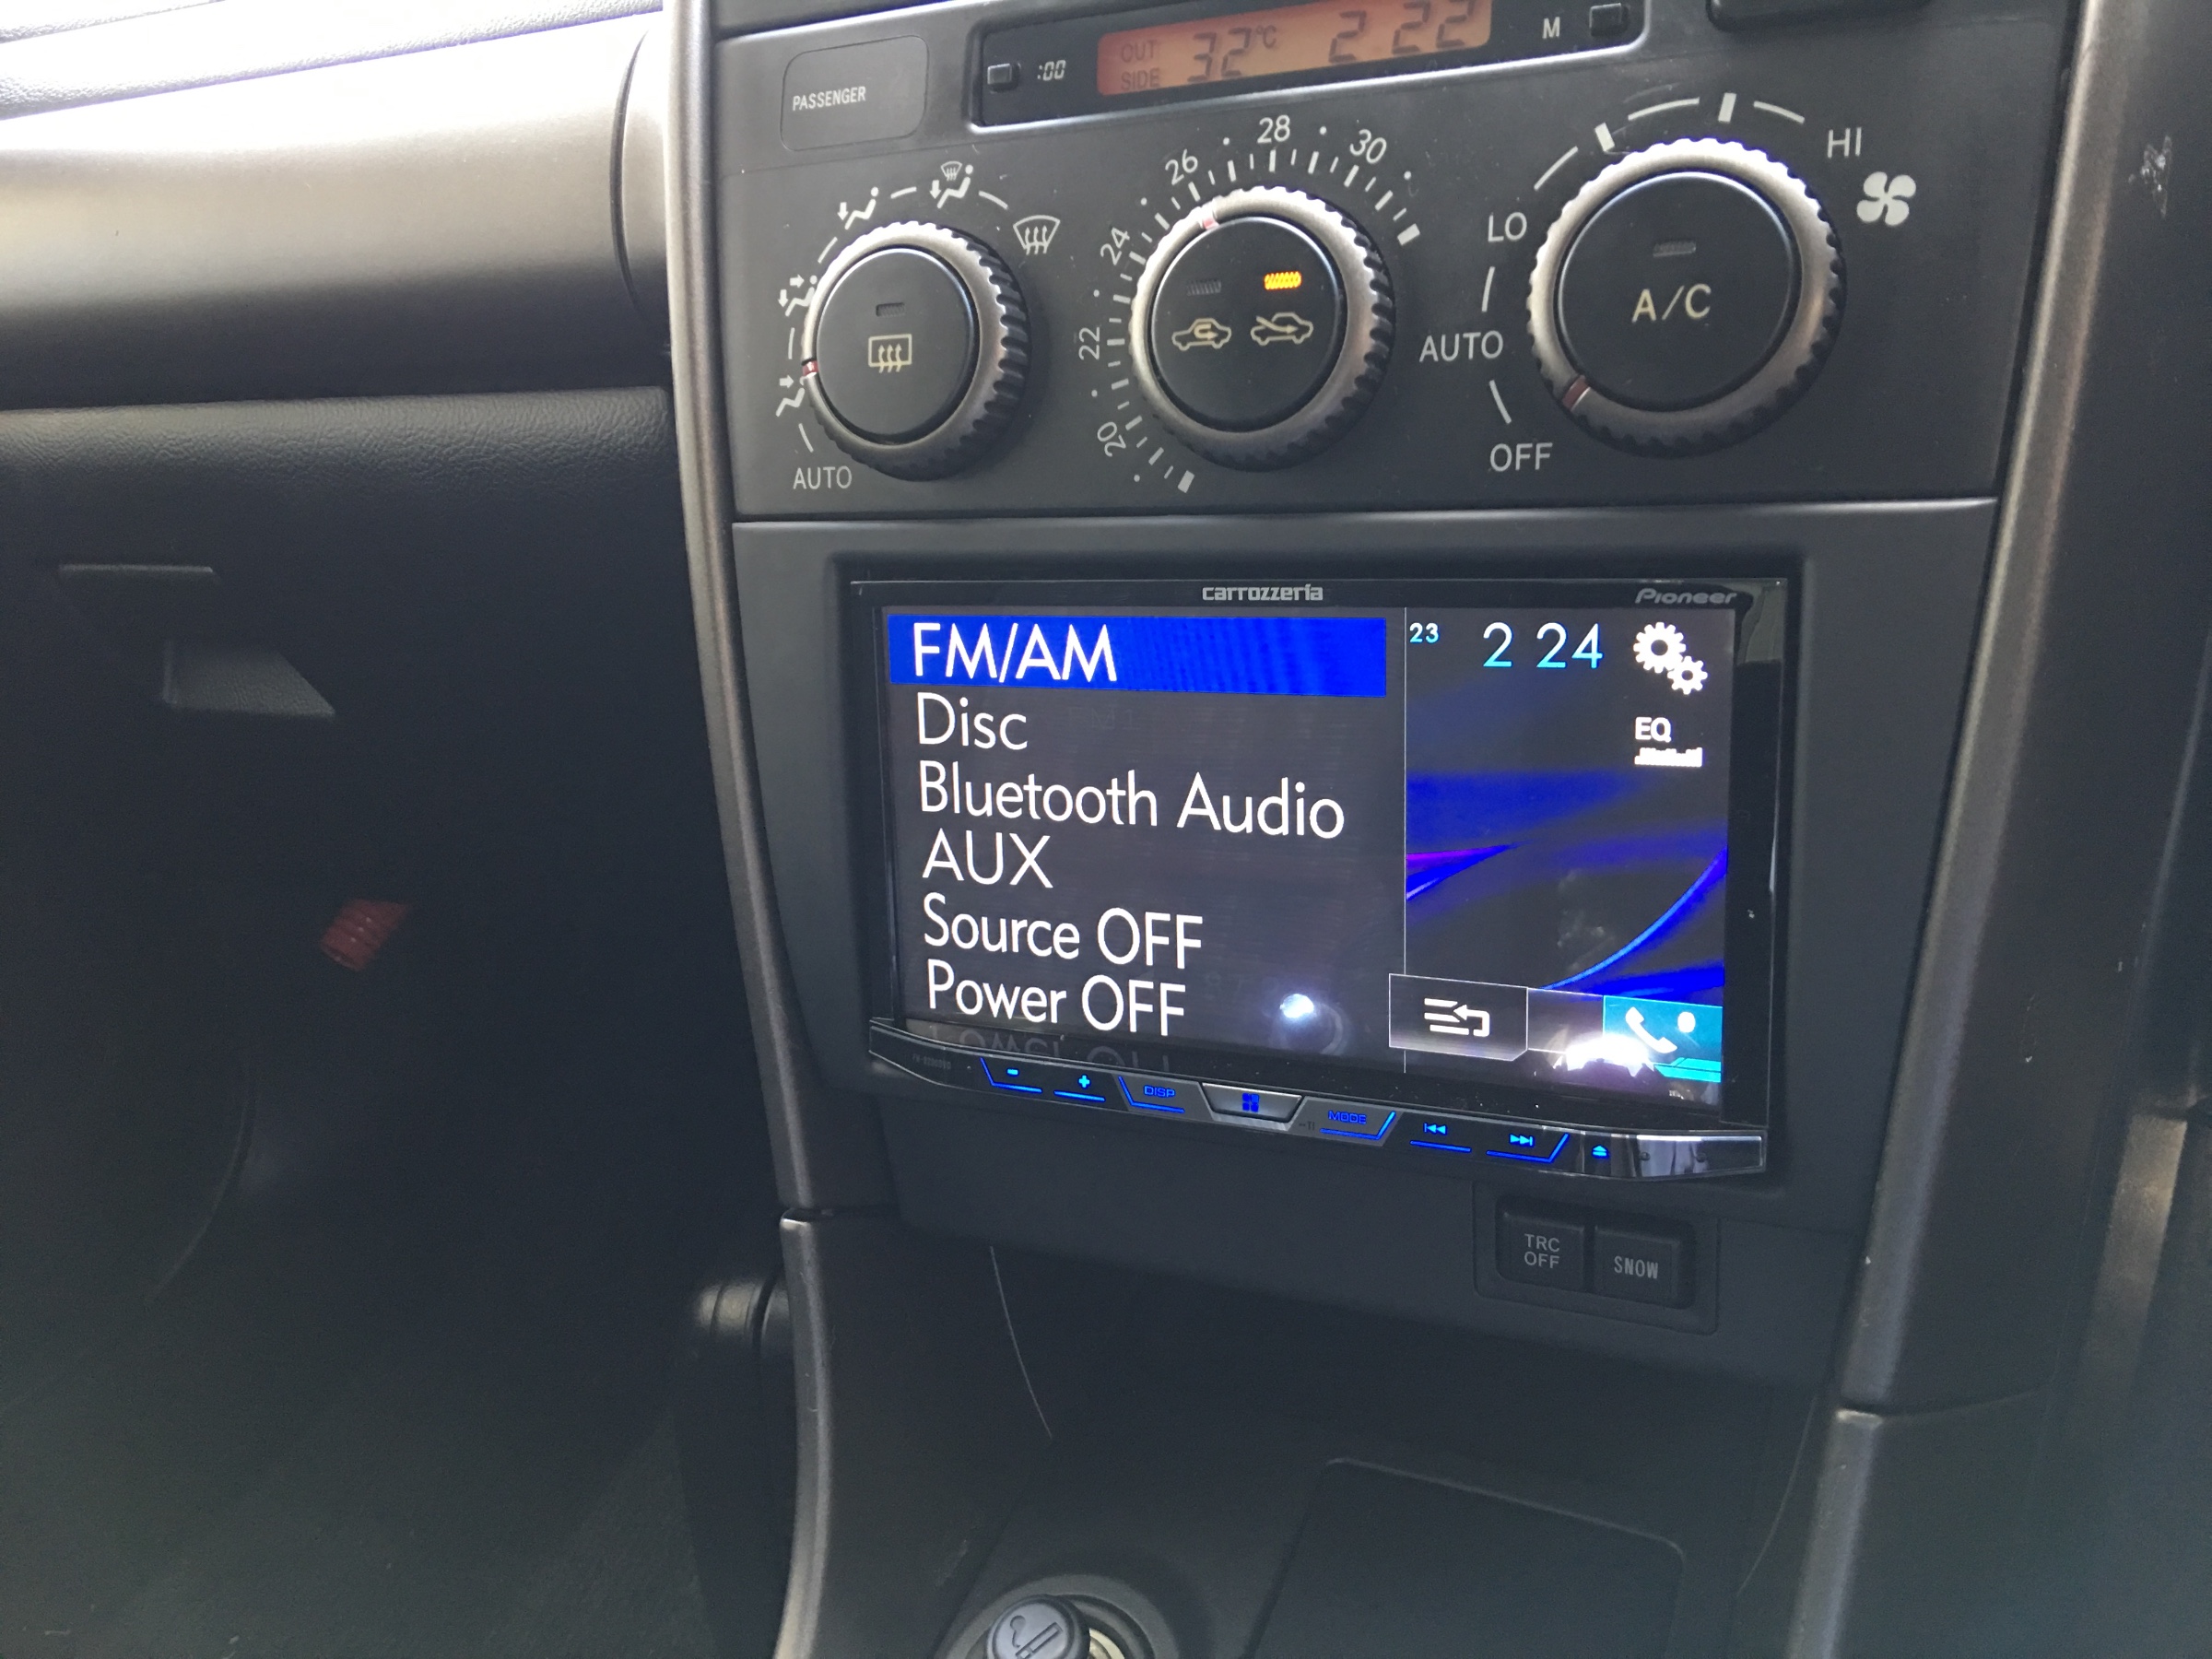 PASSENGER
:00
OUT
SIDE
32°C
2 22
M
AUTO
20
22
24
26
28
30
A/C
OFF
AUTO
LO
HI
carrozzeria
Pioneer
FM/AM
Disc
Bluetooth Audio
AUX
Source OFF
Power OFF
23
2 24
EQ
-
+
DISP
MODE
TRC
OFF
SNOW